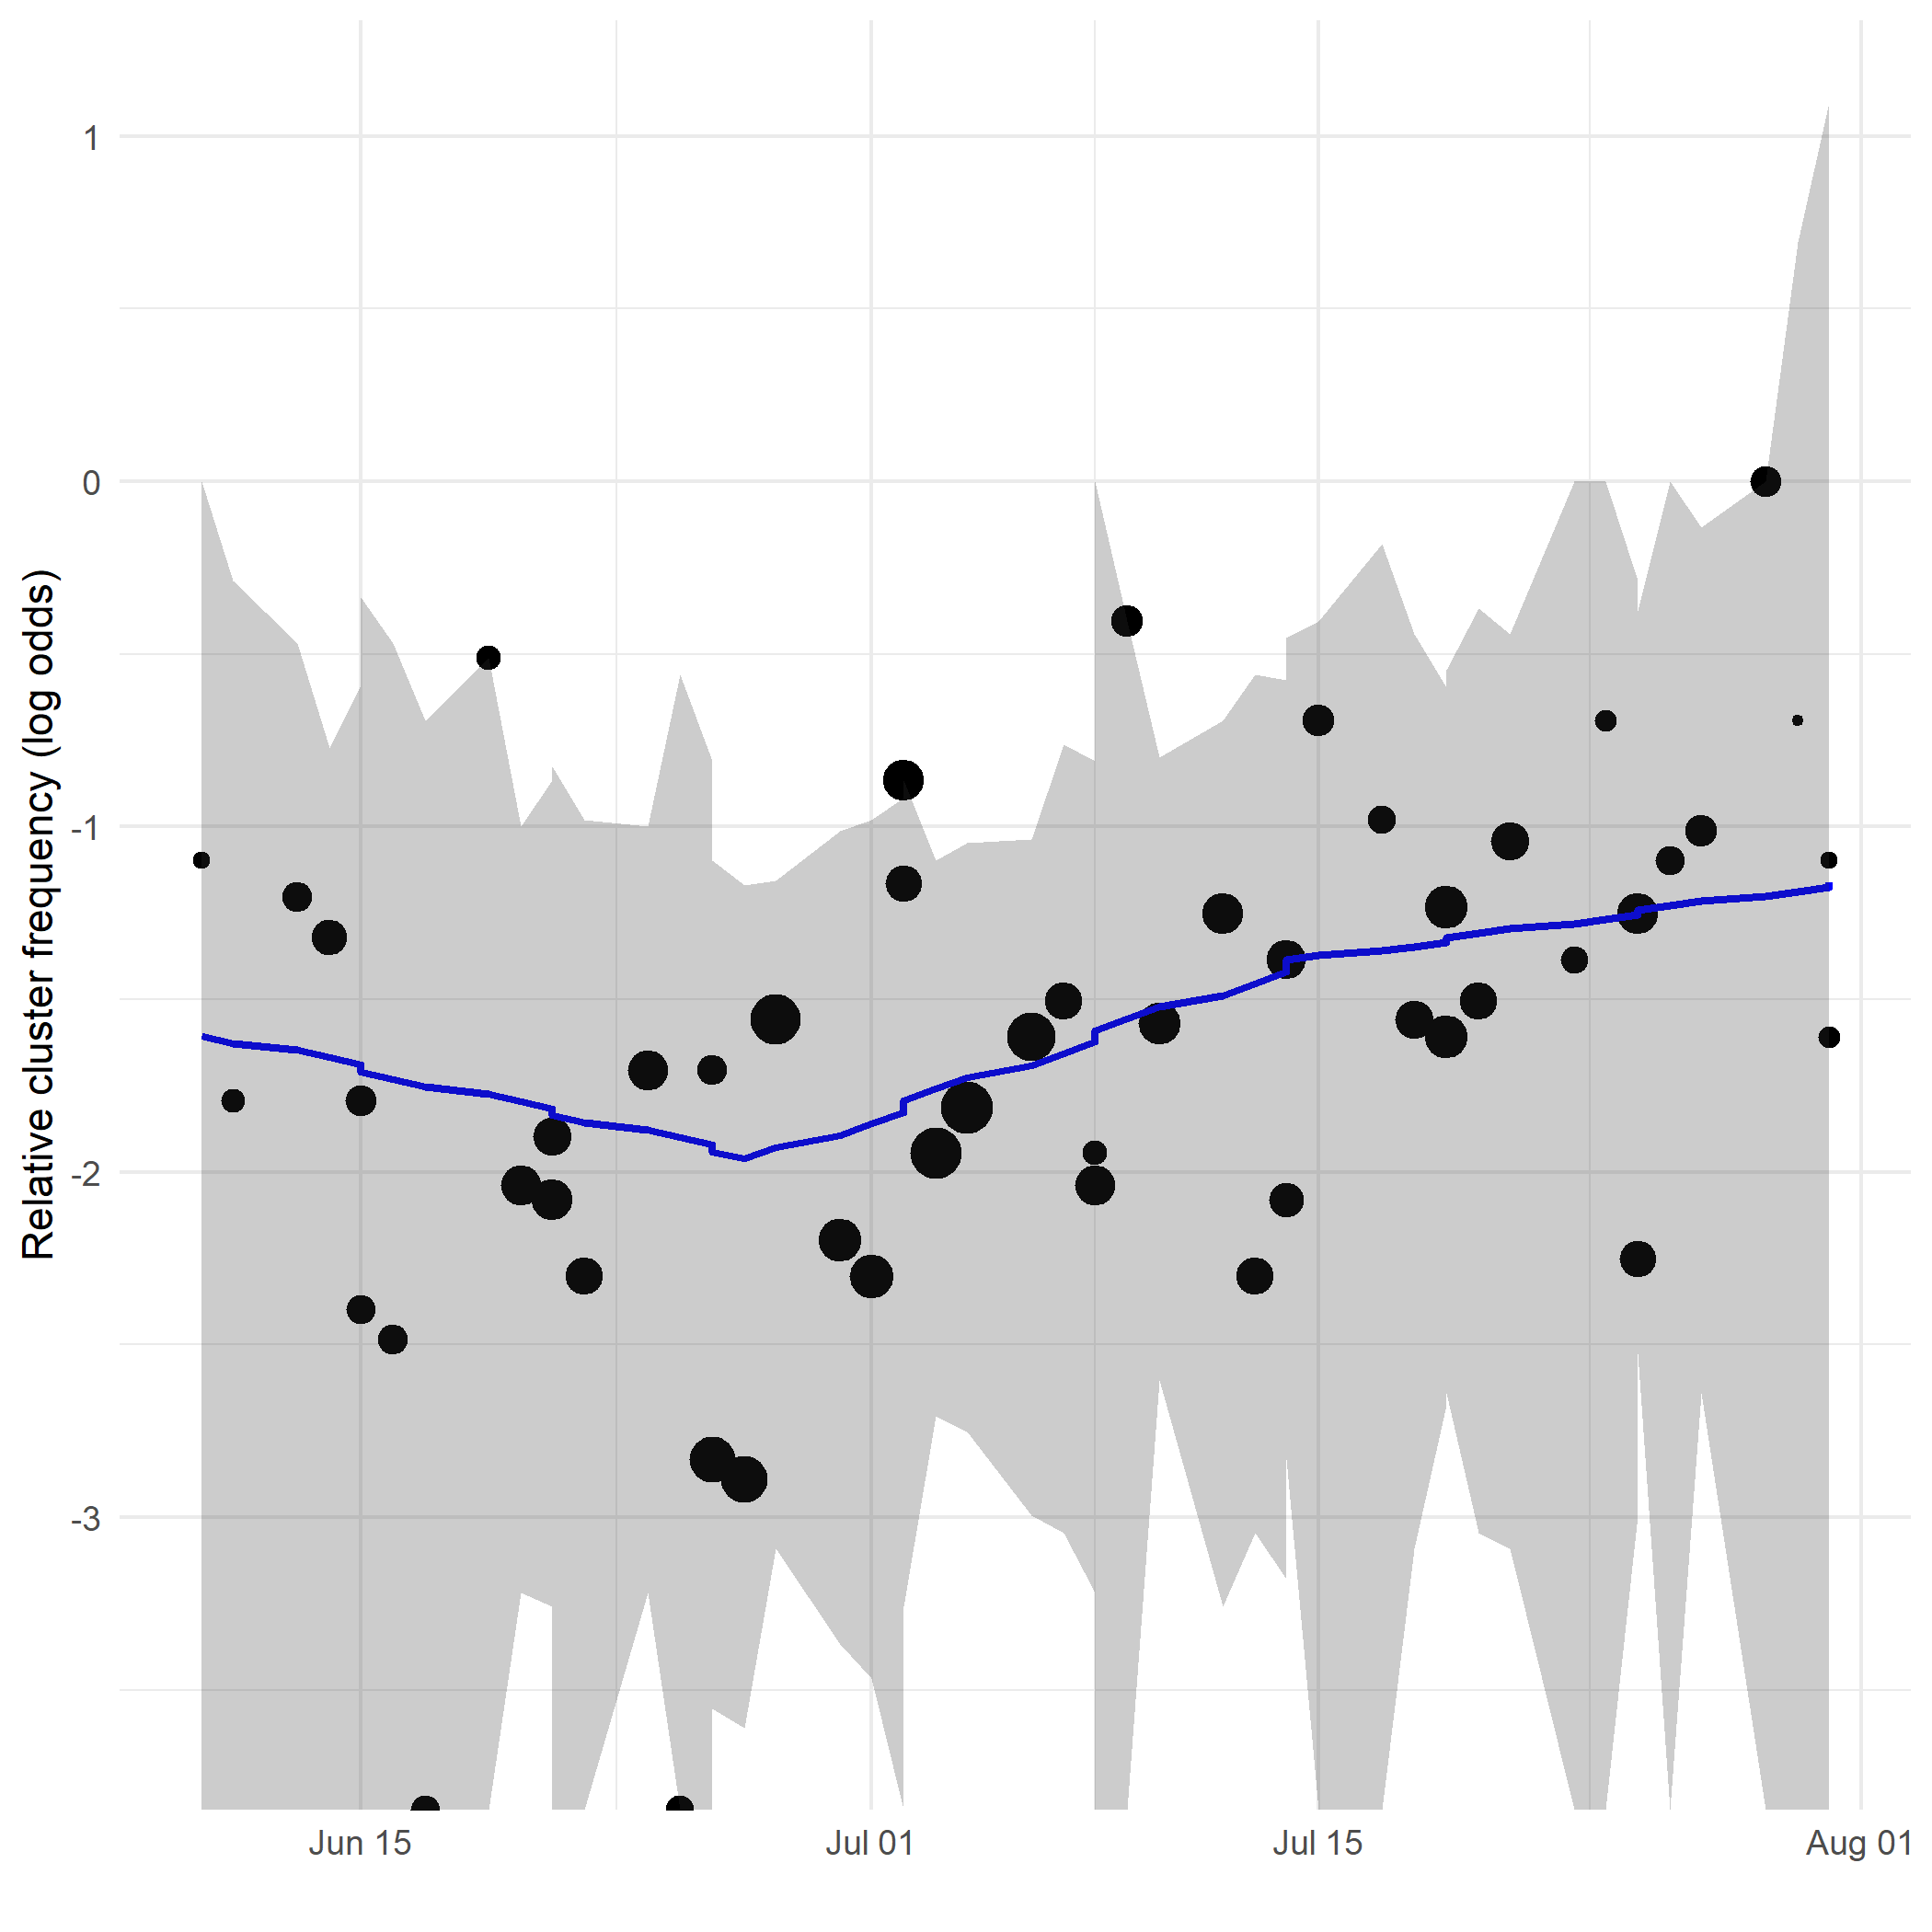 Relative cluster frequency (log odds)
1
0
-1
-2
-3
Jun 15
Jul 01
Jul 15
Aug 01